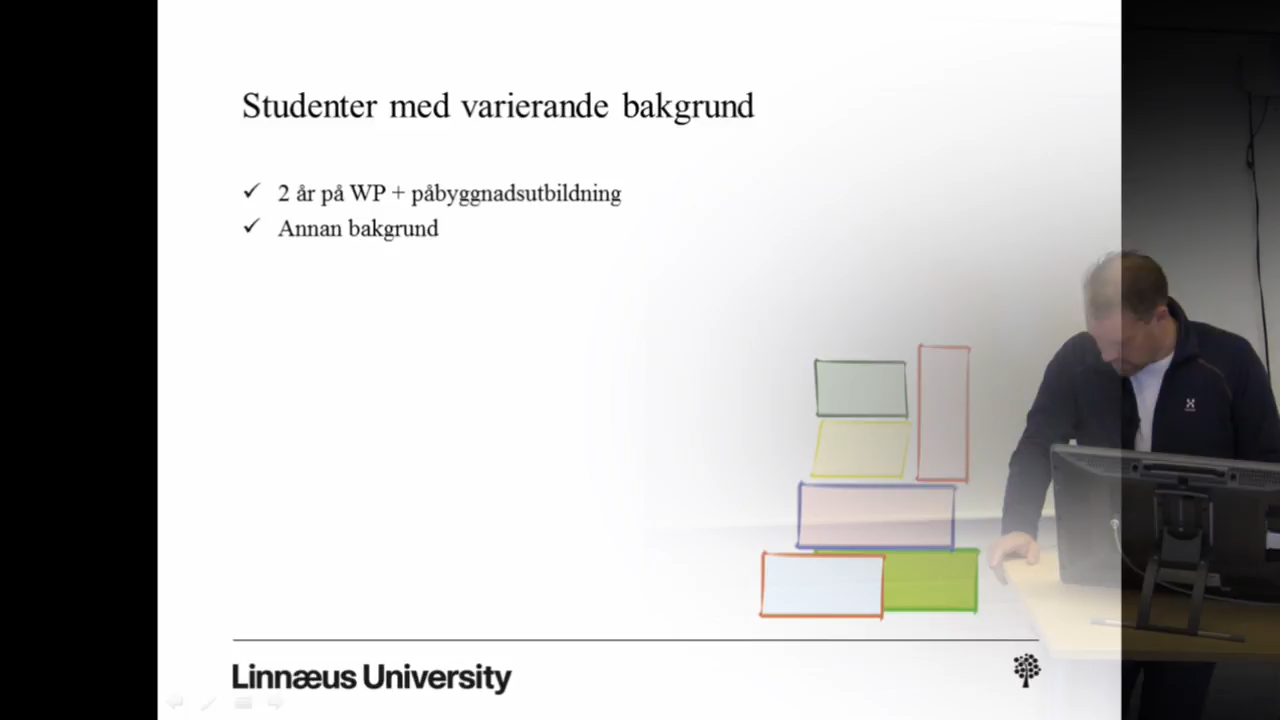 Studenter med varierande bakgrund
2 år på WP + påbyggnadsutbildning
Annan bakgrund
Linnæus University